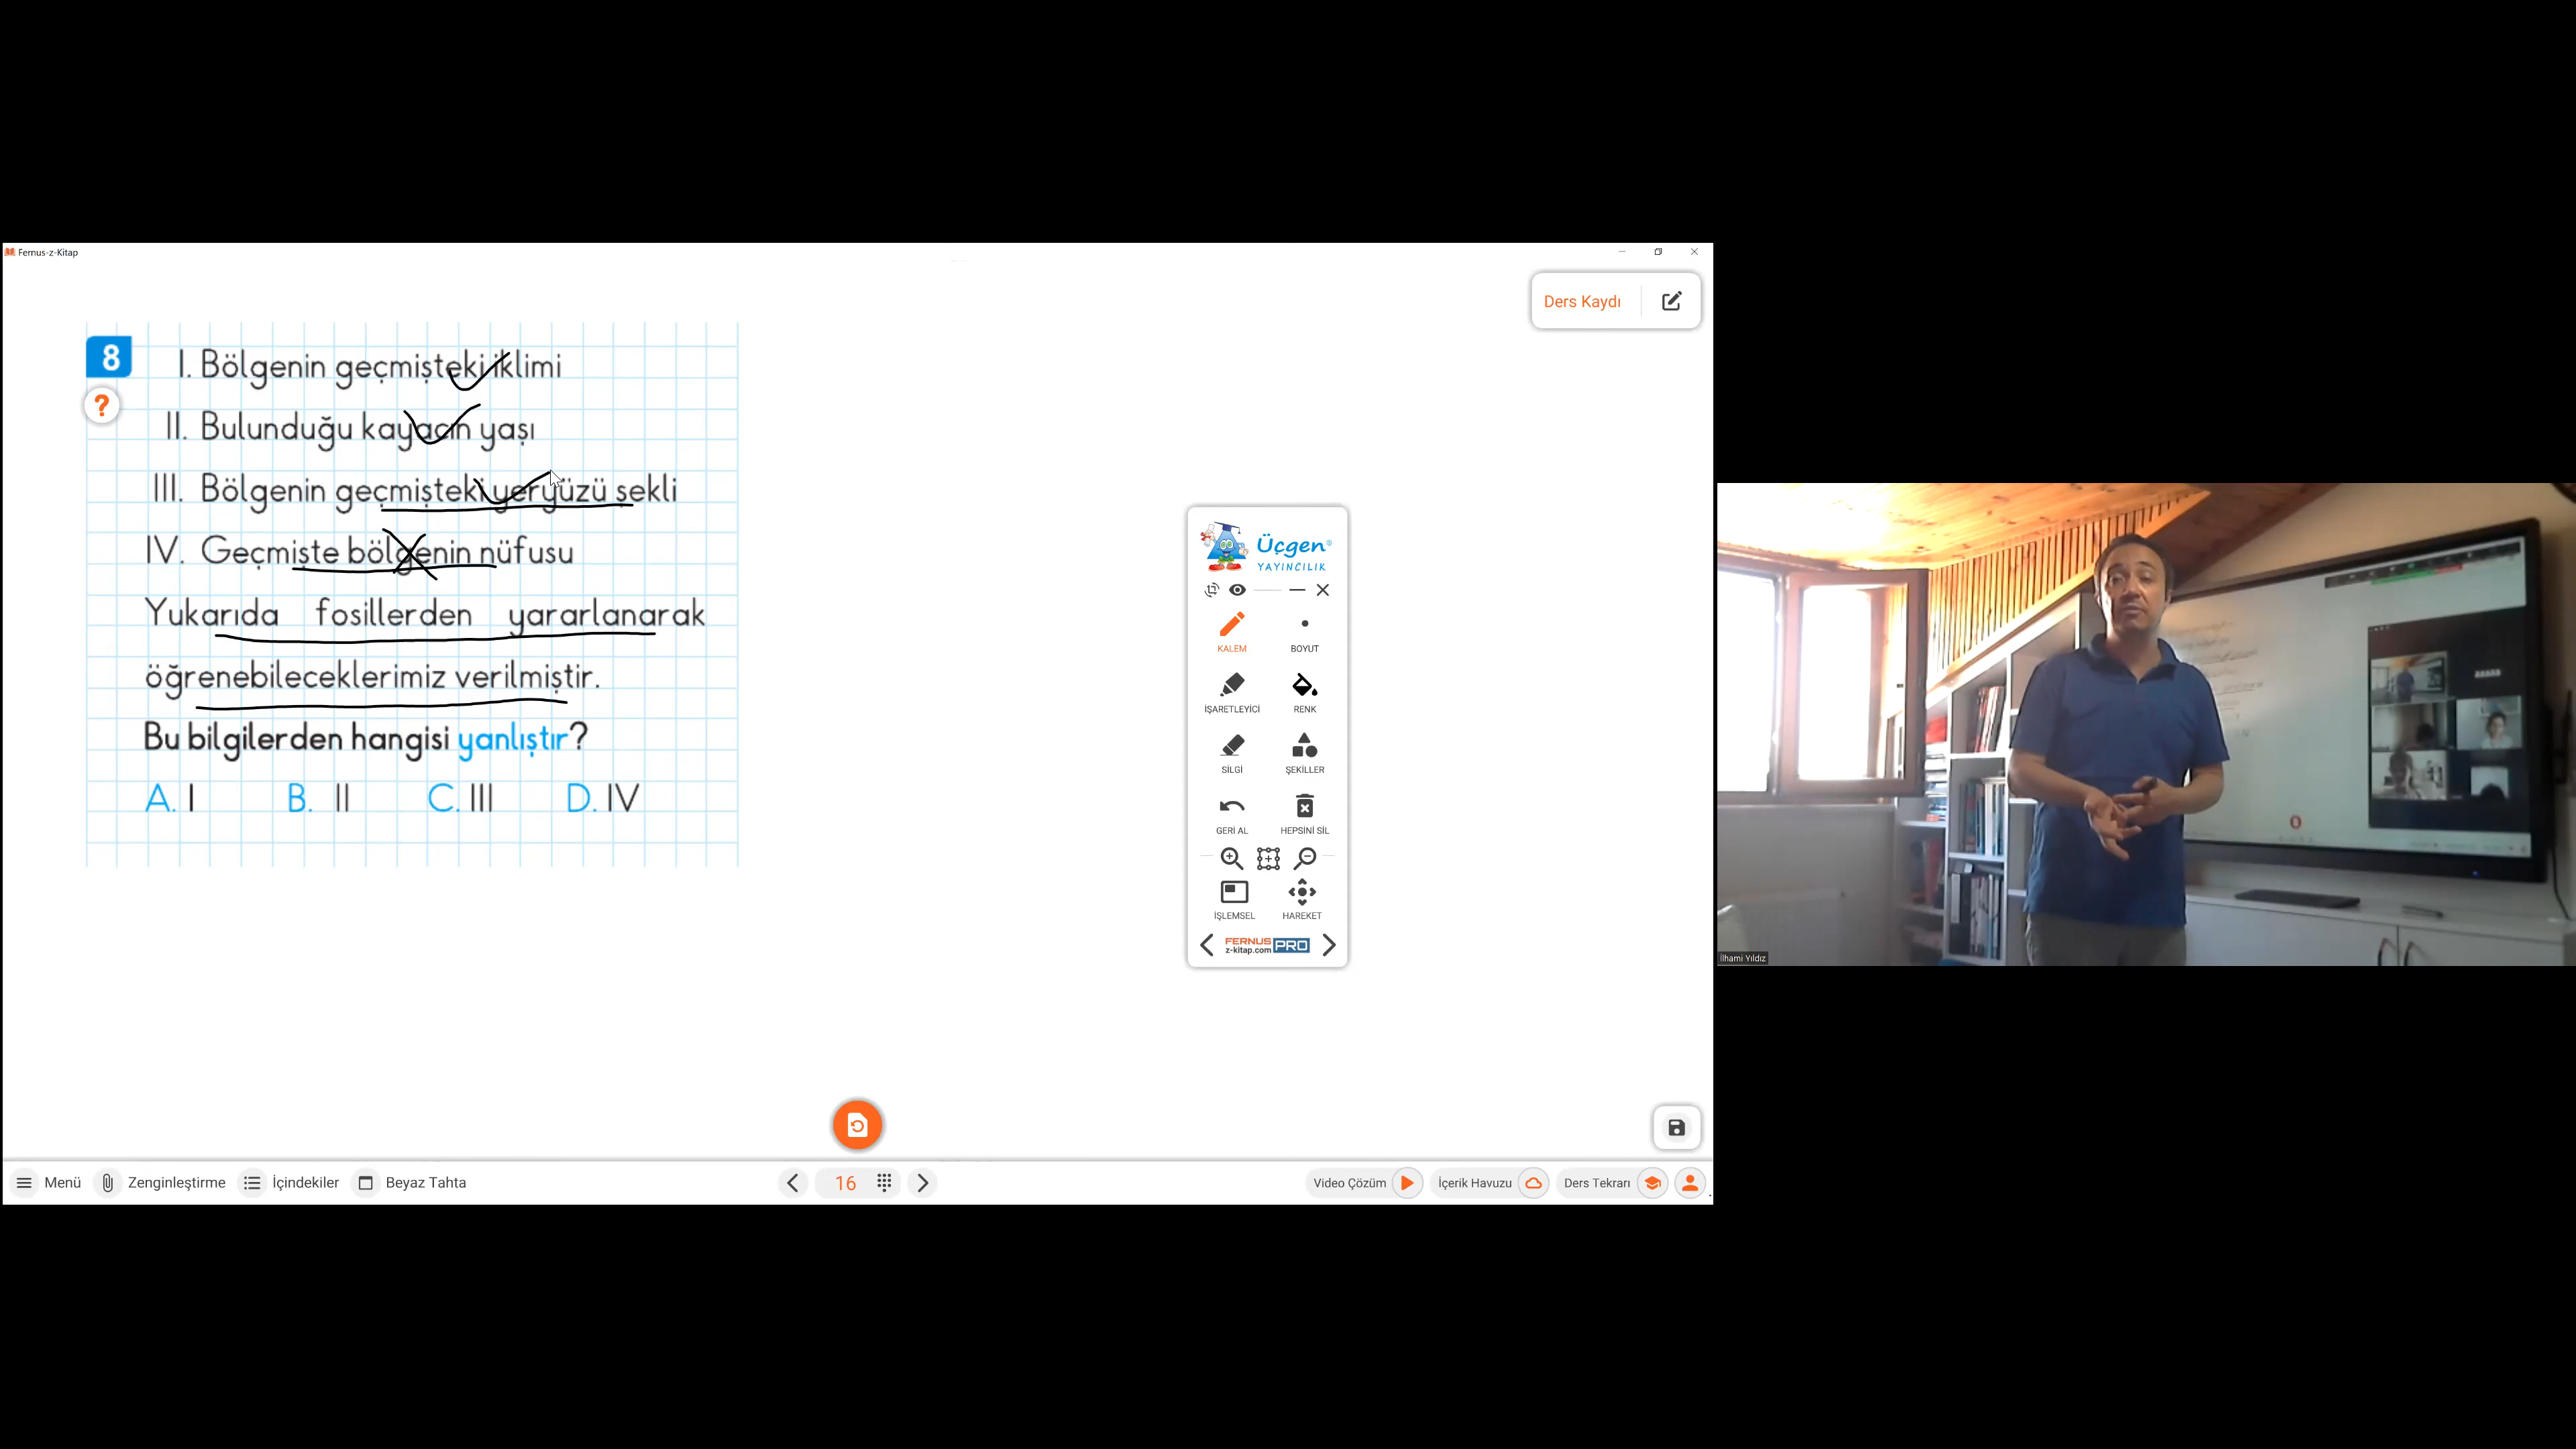 Fernus-z-Kitap
Ders Kaydı
8
I. Bölgenin geçmişteki iklimi
II. Bulunduğu kayacın yaşı
III. Bölgenin geçmişteki yeryüzü şekli
IV. Geçmişte bölgenin nüfusu
Yukarıda fosillerden yararlanarak
öğrenebileceklerimiz verilmiştir.
Bu bilgilerden hangisi yanlıştır?
A. I B. II C. III D. IV
?
Üçgen®
YAYINCILIK
KALEM BOYUT
İŞARETLEYİCİ RENK
SİLGİ ŞEKİLLER
GERİ AL HEPSİNİ SİL
İŞLEMSEL HAREKET
FERNUS
z-kitap.com PRO
Menü Zenginleştirme İçindekiler Beyaz Tahta 16 Video Çözüm İçerik Havuzu Ders Tekrarı
İlhami Yıldız